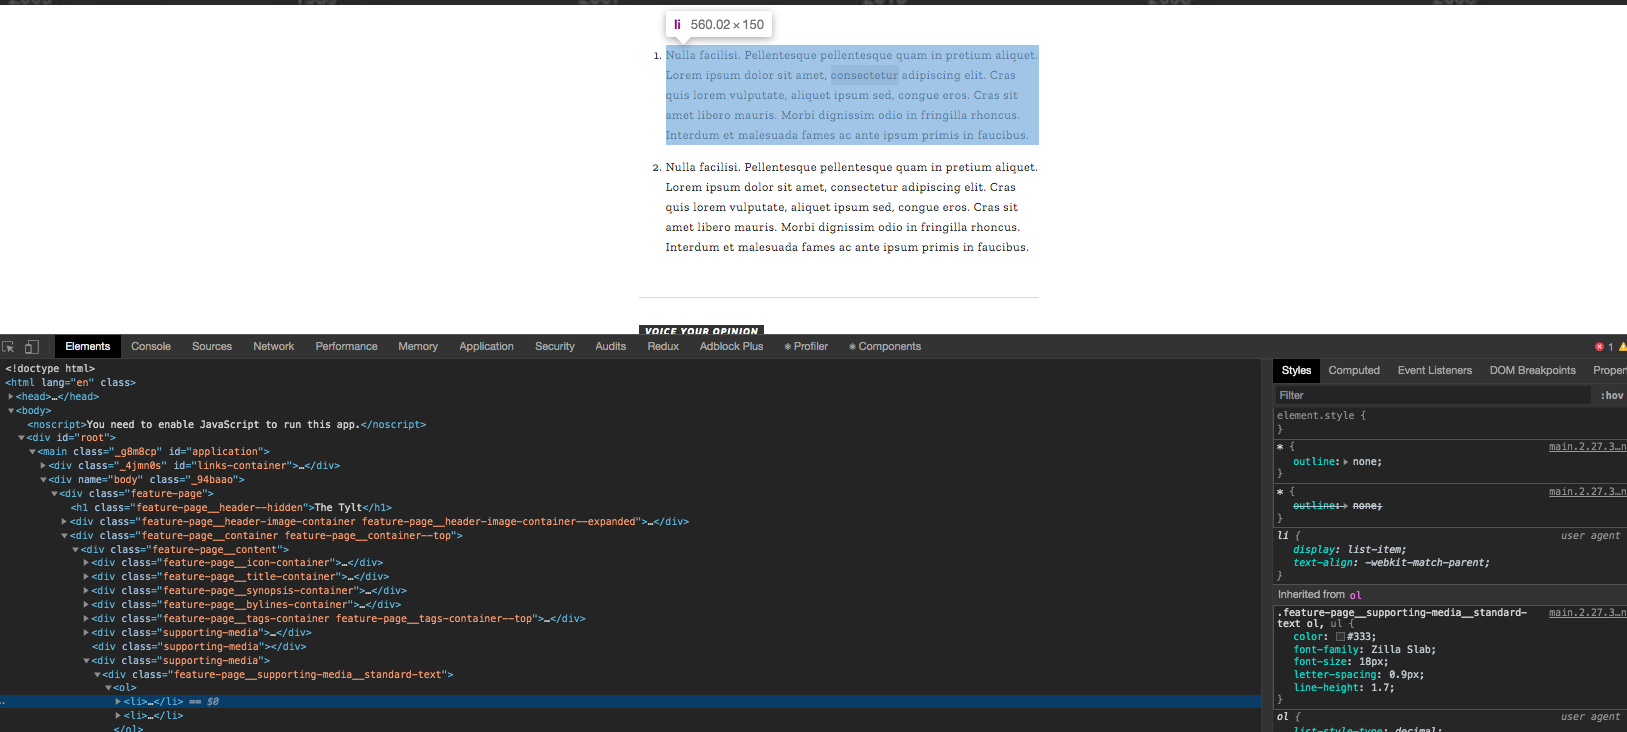 li 560.02 × 150
1. Nulla facilisi. Pellentesque pellentesque quam in pretium aliquet.
Lorem ipsum dolor sit amet, consectetur adipiscing elit. Cras
quis lorem vulputate, aliquet ipsum sed, congue eros. Cras sit
amet libero mauris. Morbi dignissim odio in fringilla rhoncus.
Interdum et malesuada fames ac ante ipsum primis in faucibus.
2. Nulla facilisi. Pellentesque pellentesque quam in pretium aliquet.
Lorem ipsum dolor sit amet, consectetur adipiscing elit. Cras
quis lorem vulputate, aliquet ipsum sed, congue eros. Cras sit
amet libero mauris. Morbi dignissim odio in fringilla rhoncus.
Interdum et malesuada fames ac ante ipsum primis in faucibus.
VOICE YOUR OPINION
Elements Console Sources Network Performance Memory Application Security Audits Redux Adblock Plus ⚛ Profiler ⚛ Components 1
<!doctype html>
<html lang="en" class>
<head>…</head>
<body>
<noscript>You need to enable JavaScript to run this app.</noscript>
<div id="root">
<main class="_g8m8cp" id="application">
<div class="_4jmn0s" id="links-container">…</div>
<div name="body" class="_94baao">
<div class="feature-page">
<h1 class="feature-page__header--hidden">The Tylt</h1>
<div class="feature-page__header-image-container feature-page__header-image-container--expanded">…</div>
<div class="feature-page__container feature-page__container--top">
<div class="feature-page__content">
<div class="feature-page__icon-container">…</div>
<div class="feature-page__title-container">…</div>
<div class="feature-page__synopsis-container">…</div>
<div class="feature-page__bylines-container">…</div>
<div class="feature-page__tags-container feature-page__tags-container--top">…</div>
<div class="supporting-media">…</div>
<div class="supporting-media"></div>
<div class="supporting-media">
<div class="feature-page__supporting-media__standard-text">
<ol>
<li>…</li> == $0
<li>…</li>
</ol>
Styles Computed Event Listeners DOM Breakpoints Proper
Filter :hov
element.style {
}
* { main.2.27.3…n
outline: none;
}
* { main.2.27.3…n
outline: none;
}
li { user agent
display: list-item;
text-align: -webkit-match-parent;
}
Inherited from ol
.feature-page__supporting-media__standard- main.2.27.3…n
text ol, ul {
color: #333;
font-family: Zilla Slab;
font-size: 18px;
letter-spacing: 0.9px;
line-height: 1.7;
}
ol { user agent
list-style-type: decimal;